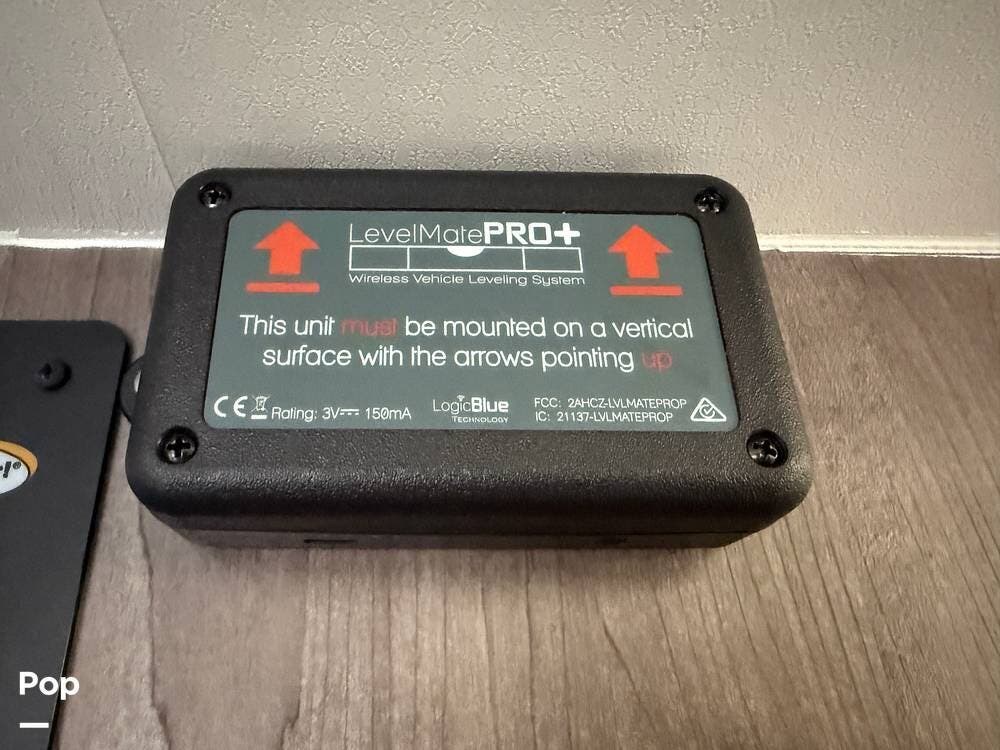 LevelMatePRO+
Wireless Vehicle Leveling System
This unit must be mounted on a vertical
surface with the arrows pointing up
CE Rating: 3V 150mA
LogicBlue
TECHNOLOGY
FCC: 2AHCZ-LVLMATEPROP
IC: 21137-LVLMATEPROP
Pop